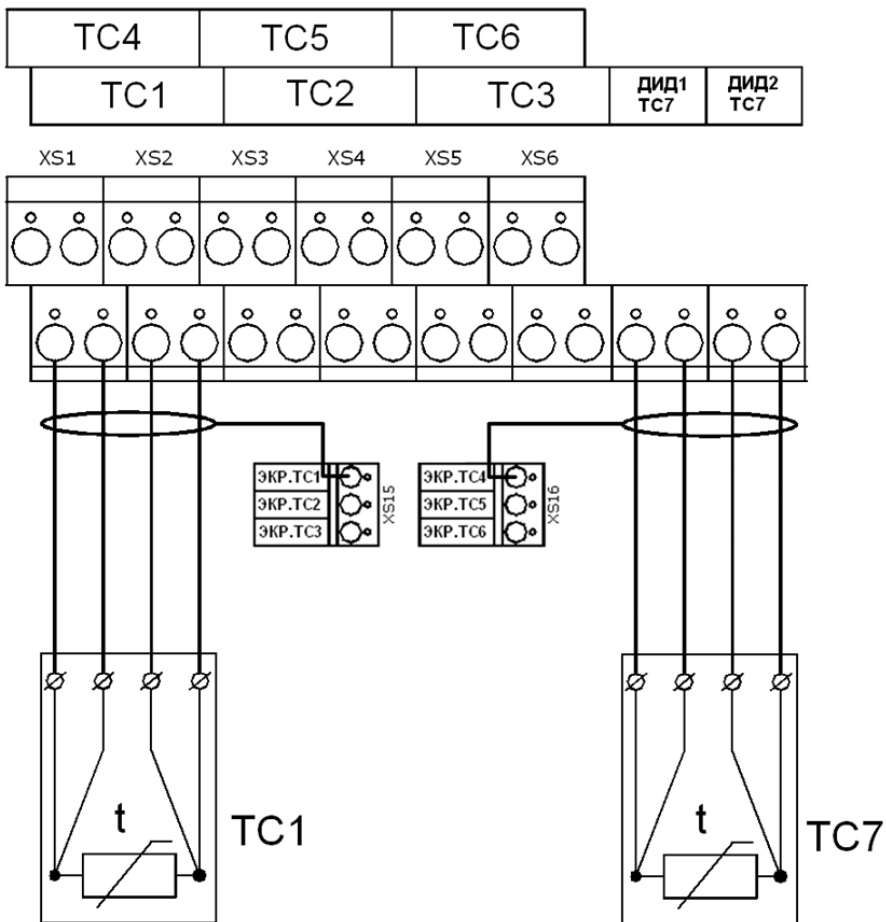 ТС4 ТС5 ТС6
ТС1 ТС2 ТС3 ДИД1 ТС7 ДИД2 ТС7
XS1 XS2 XS3 XS4 XS5 XS6
ЭКР.ТС1
ЭКР.ТС2
ЭКР.ТС3
XS15
ЭКР.ТС4
ЭКР.ТС5
ЭКР.ТС6
XS16
t
ТС1
t
ТС7